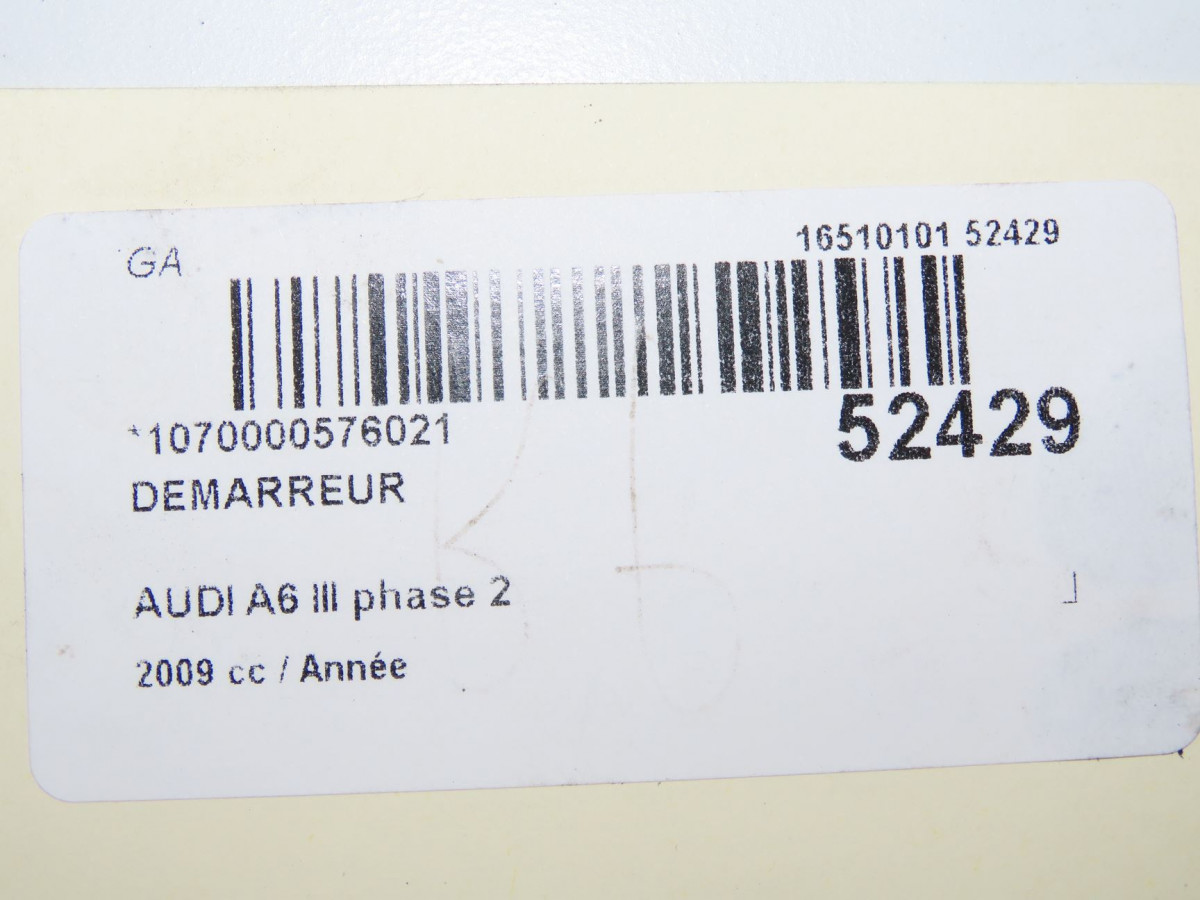 GA
16510101 52429
*1070000576021
52429
DEMARREUR
AUDI A6 III phase 2
2009 cc / Année